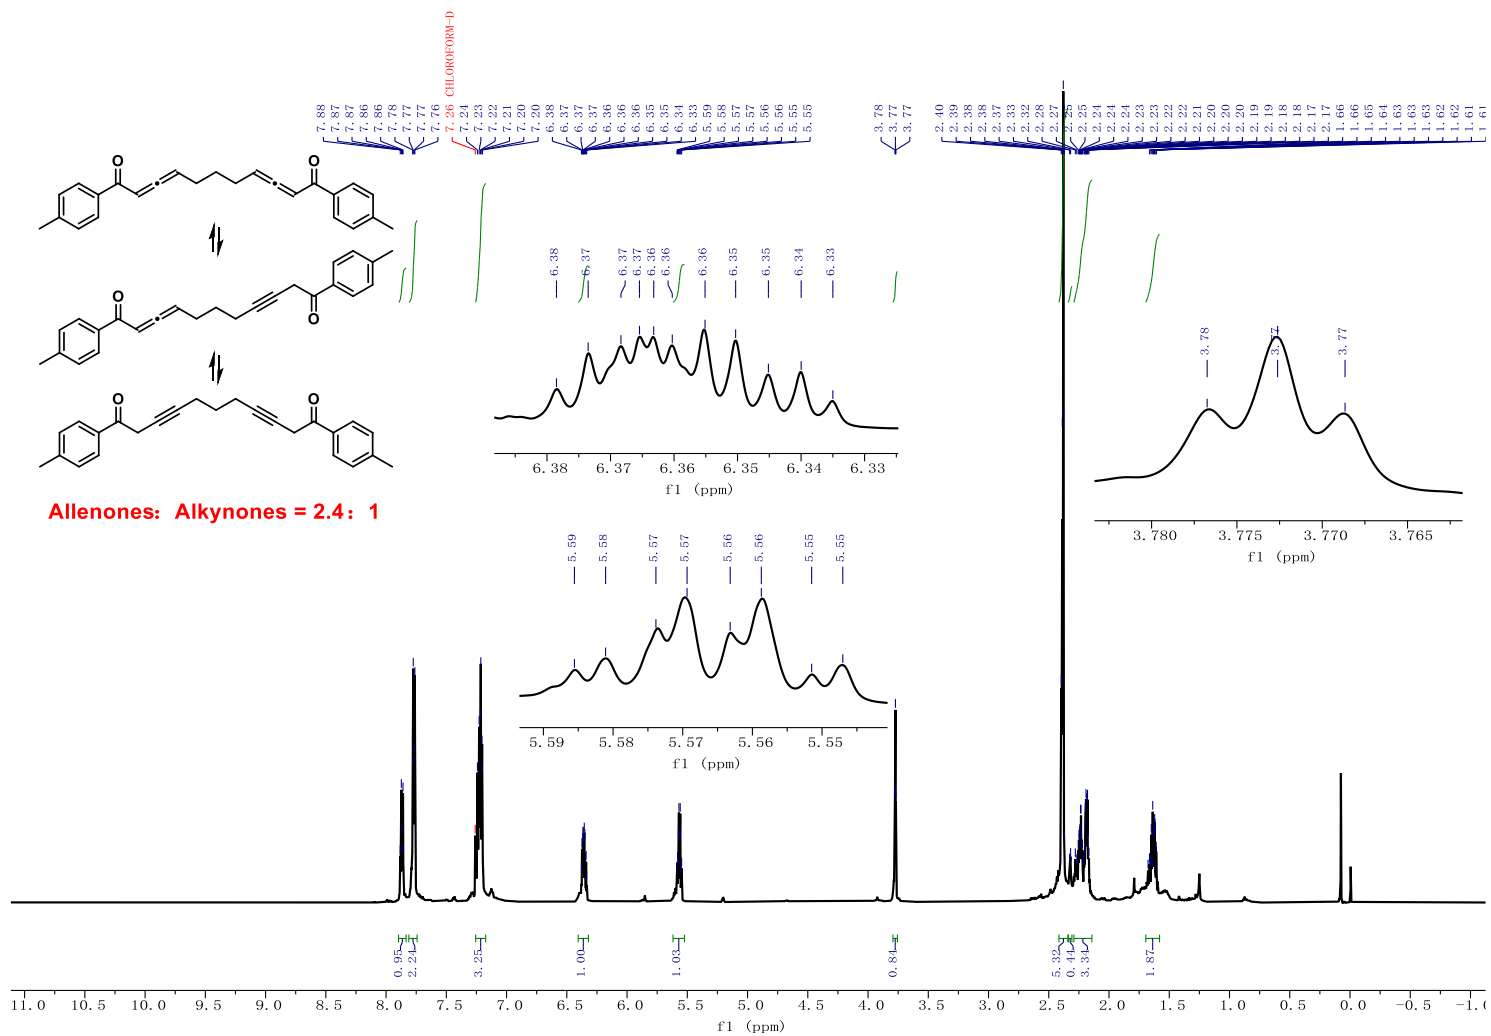 7.88 7.87 7.87 7.86 7.86 7.78 7.77 7.77 7.76 7.26 CHLOROFORM-D 7.24 7.23 7.22 7.21 7.20 7.20 6.38 6.37 6.37 6.37 6.36 6.36 6.36 6.35 6.35 6.34 6.33 5.59 5.58 5.57 5.57 5.56 5.56 5.55 5.55
3.78 3.77 3.77
2.40 2.39 2.38 2.38 2.37 2.33 2.32 2.28 2.27 2.25 2.25 2.24 2.24 2.24 2.23 2.23 2.22 2.22 2.21 2.20 2.20 2.20 2.19 2.19 2.18 2.18 2.17 2.17 1.66 1.66 1.65 1.64 1.63 1.63 1.63 1.62 1.62 1.61 1.61
O
O
O
O
O
O
Allenones: Alkynones = 2.4: 1
6.38 6.37 6.37 6.37 6.36 6.36 6.36 6.35 6.35 6.34 6.33
6.38 6.37 6.36 6.35 6.34 6.33
f1 (ppm)
3.78 3.77 3.77
3.780 3.775 3.770 3.765
f1 (ppm)
5.59 5.58 5.57 5.57 5.56 5.56 5.55 5.55
5.59 5.58 5.57 5.56 5.55
f1 (ppm)
0.95 2.24 3.25 1.00 1.03 0.84 5.32 0.44 3.34 1.87
11.0 10.5 10.0 9.5 9.0 8.5 8.0 7.5 7.0 6.5 6.0 5.5 5.0 4.5 4.0 3.5 3.0 2.5 2.0 1.5 1.0 0.5 0.0 -0.5
f1 (ppm)